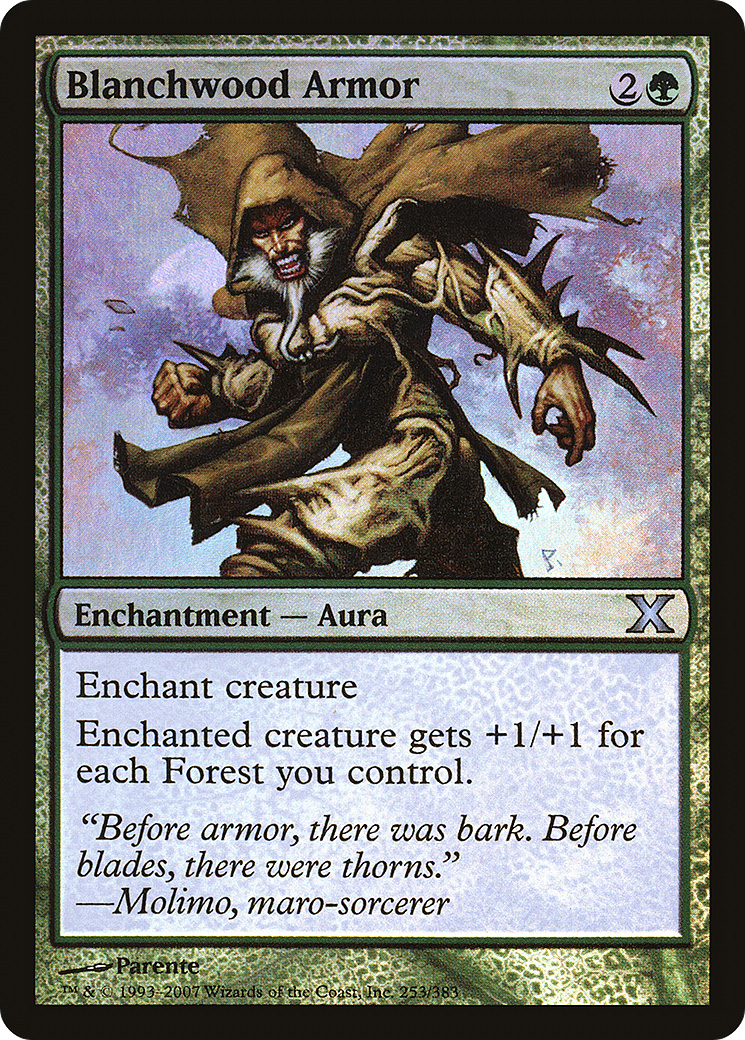 Blanchwood Armor 2
P.
Enchantment — Aura X
Enchant creature
Enchanted creature gets +1/+1 for
each Forest you control.
“Before armor, there was bark. Before
blades, there were thorns.”
—Molimo, maro-sorcerer
Parente
™ & © 1993–2007 Wizards of the Coast, Inc. 253/383